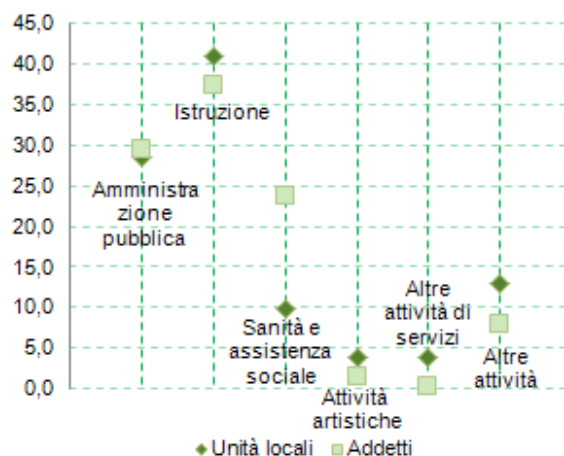 45,0
40,0
35,0
30,0
25,0
20,0
15,0
10,0
5,0
0,0
Istruzione
Amministra
zione
pubblica
Sanità e
assistenza
sociale
Attività
artistiche
Altre
attività di
servizi
Altre
attività
Unità locali
Addetti